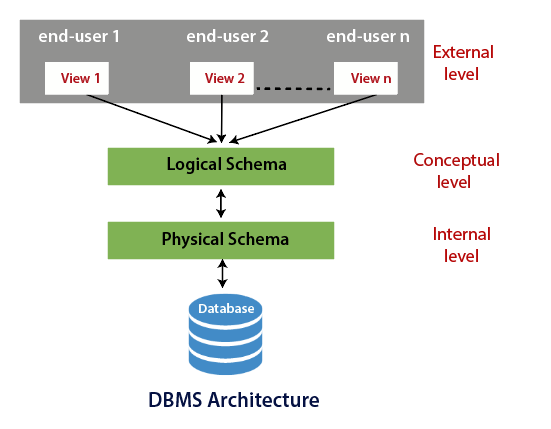 end-user 1 end-user 2 end-user n
View 1 View 2 View n
External
level
Logical Schema
Conceptual
level
Physical Schema
Internal
level
Database
DBMS Architecture